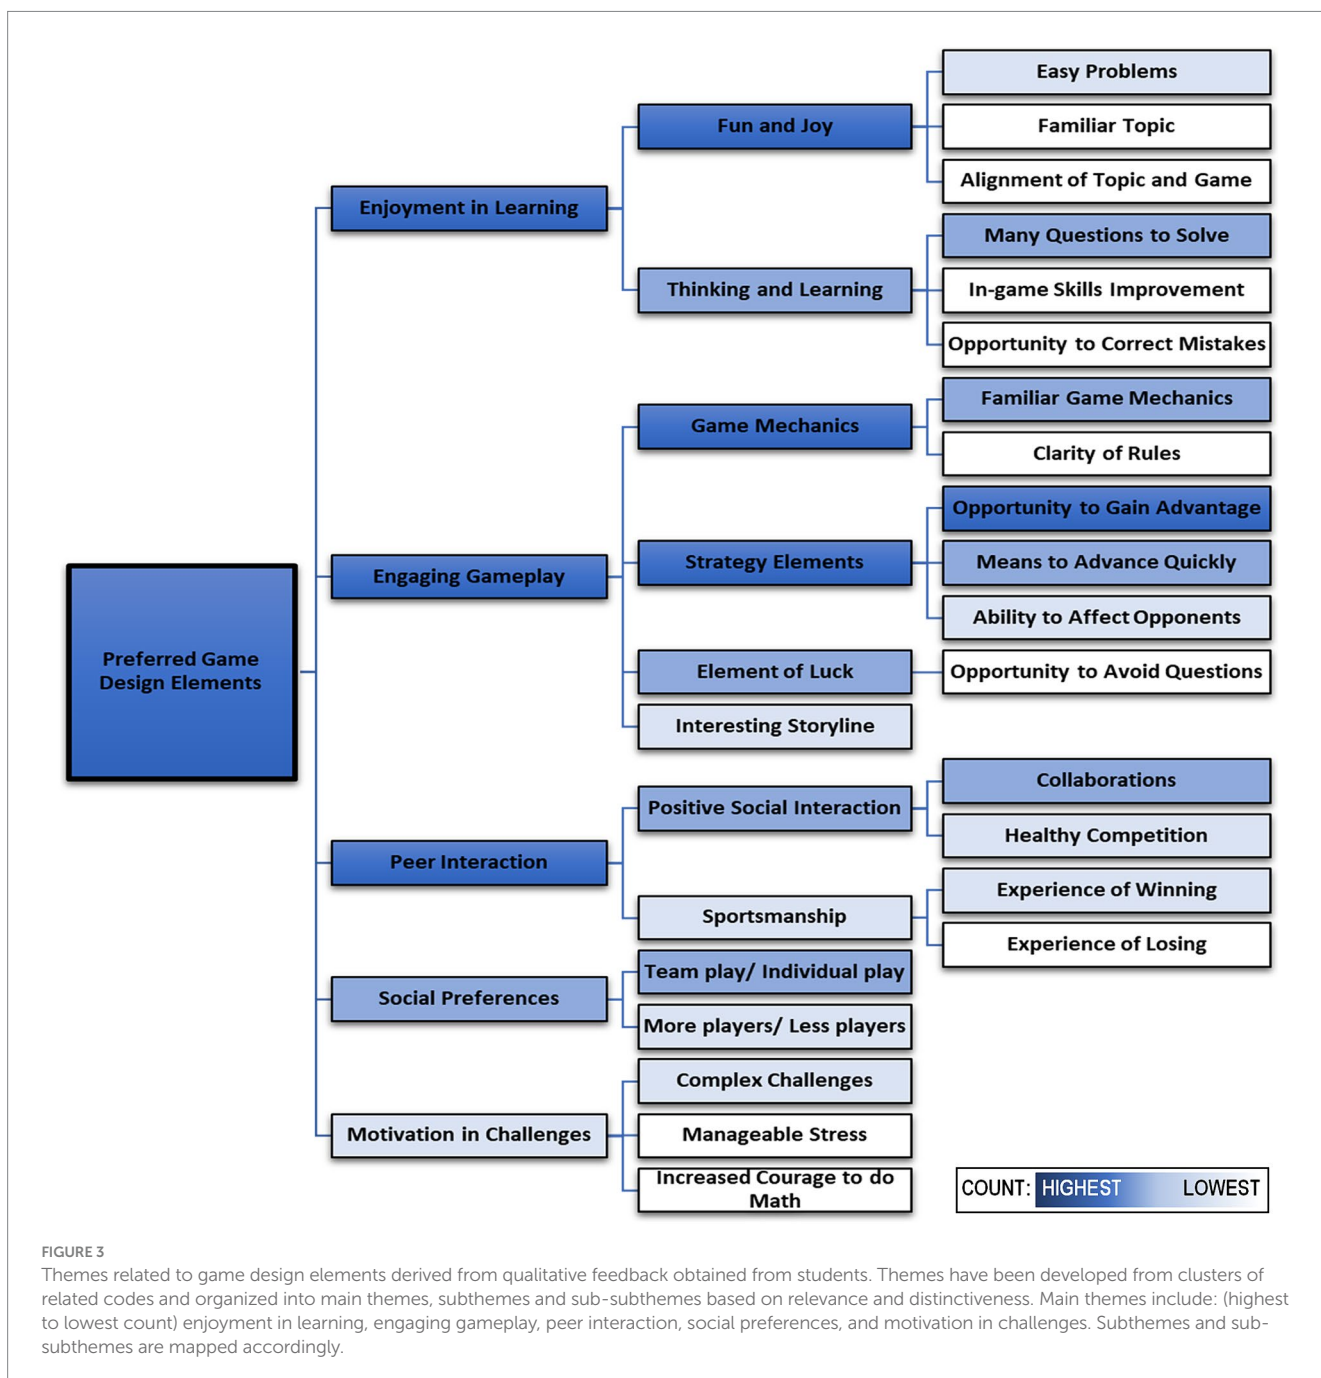 Preferred Game
Design Elements
Enjoyment in Learning
Fun and Joy
Easy Problems
Familiar Topic
Alignment of Topic and Game
Thinking and Learning
Many Questions to Solve
In-game Skills Improvement
Opportunity to Correct Mistakes
Engaging Gameplay
Game Mechanics
Familiar Game Mechanics
Clarity of Rules
Strategy Elements
Opportunity to Gain Advantage
Means to Advance Quickly
Ability to Affect Opponents
Element of Luck
Opportunity to Avoid Questions
Interesting Storyline
Peer Interaction
Positive Social Interaction
Collaborations
Healthy Competition
Sportsmanship
Experience of Winning
Experience of Losing
Social Preferences
Team play/ Individual play
More players/ Less players
Motivation in Challenges
Complex Challenges
Manageable Stress
Increased Courage to do
Math
COUNT: HIGHEST LOWEST
FIGURE 3
Themes related to game design elements derived from qualitative feedback obtained from students. Themes have been developed from clusters of
related codes and organized into main themes, subthemes and sub-subthemes based on relevance and distinctiveness. Main themes include: (highest
to lowest count) enjoyment in learning, engaging gameplay, peer interaction, social preferences, and motivation in challenges. Subthemes and sub-
subthemes are mapped accordingly.